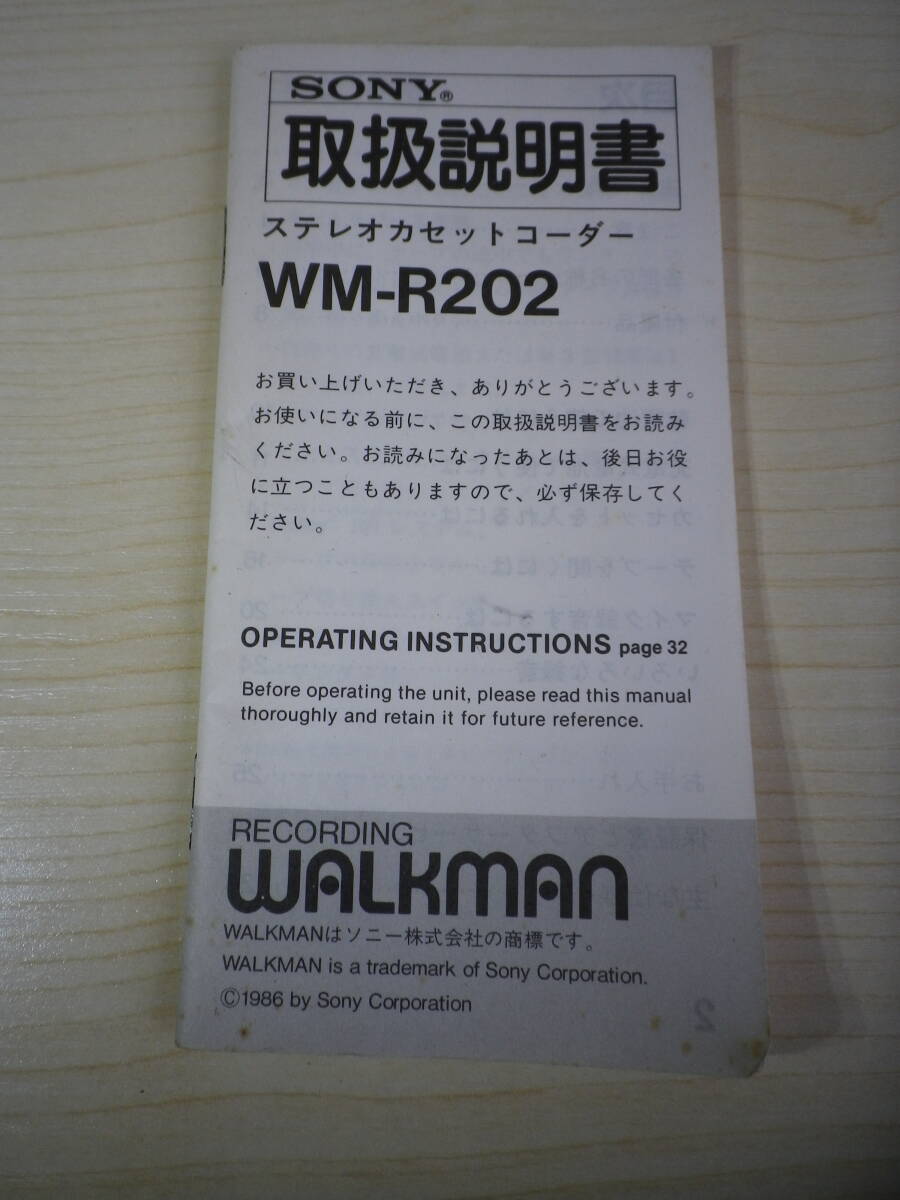 SONY®
取扱説明書
ステレオカセットコーダー
WM-R202
お買い上げいただき、ありがとうございます。
お使いになる前に、この取扱説明書をお読み
ください。お読みになったあとは、後日お役
に立つこともありますので、必ず保存してく
ださい。
OPERATING INSTRUCTIONS page 32
Before operating the unit, please read this manual
thoroughly and retain it for future reference.
RECORDING
WALKMAN
WALKMANはソニー株式会社の商標です。
WALKMAN is a trademark of Sony Corporation.
©1986 by Sony Corporation